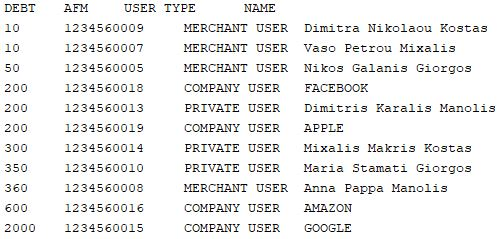 DEBT AFM USER TYPE NAME
10 1234560009 MERCHANT USER Dimitra Nikolaou Kostas
10 1234560007 MERCHANT USER Vaso Petrou Mixalis
50 1234560005 MERCHANT USER Nikos Galanis Giorgos
200 1234560018 COMPANY USER FACEBOOK
200 1234560013 PRIVATE USER Dimitris Karalis Manolis
200 1234560019 COMPANY USER APPLE
300 1234560014 PRIVATE USER Mixalis Makris Kostas
350 1234560010 PRIVATE USER Maria Stamati Giorgos
360 1234560008 MERCHANT USER Anna Pappa Manolis
600 1234560016 COMPANY USER AMAZON
2000 1234560015 COMPANY USER GOOGLE